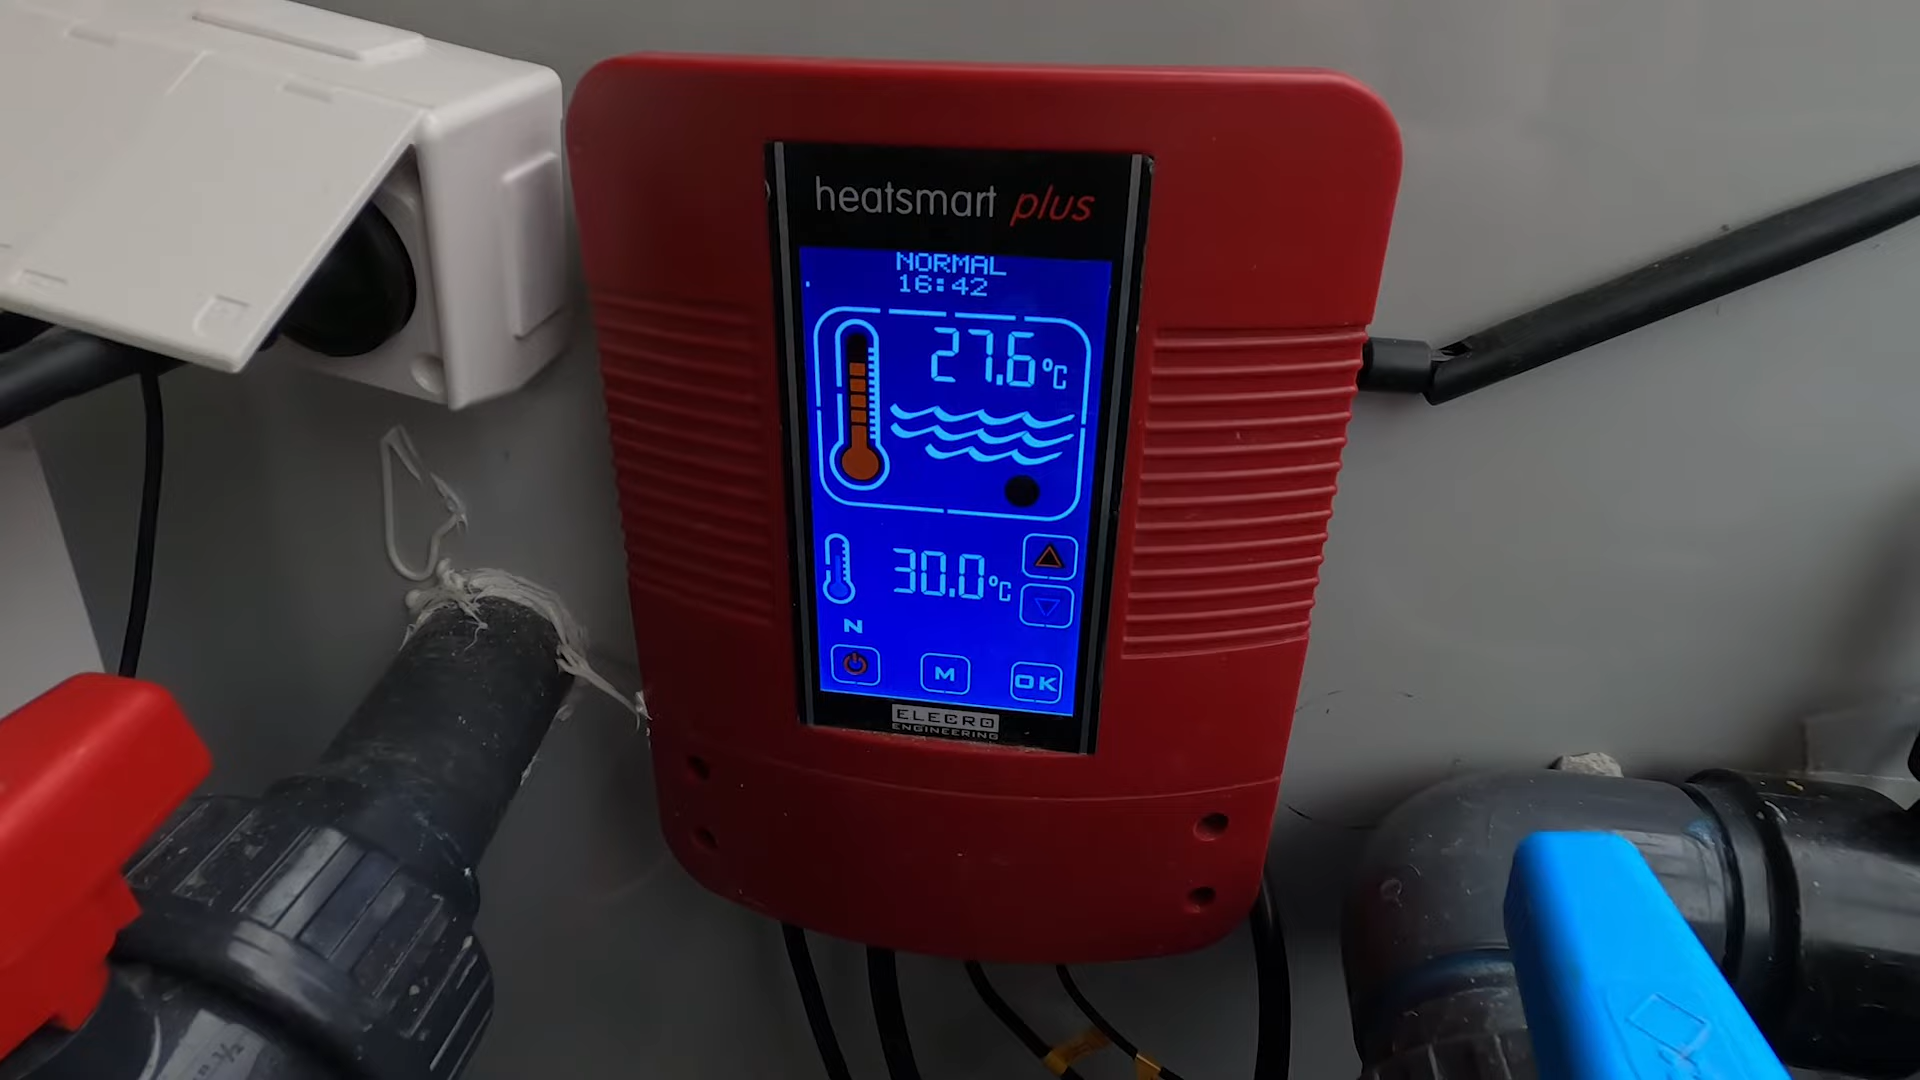 heatsmart plus
NORMAL
16:42
27.6°C
30.0°C
N
M
OK
ELECRO
ENGINEERING